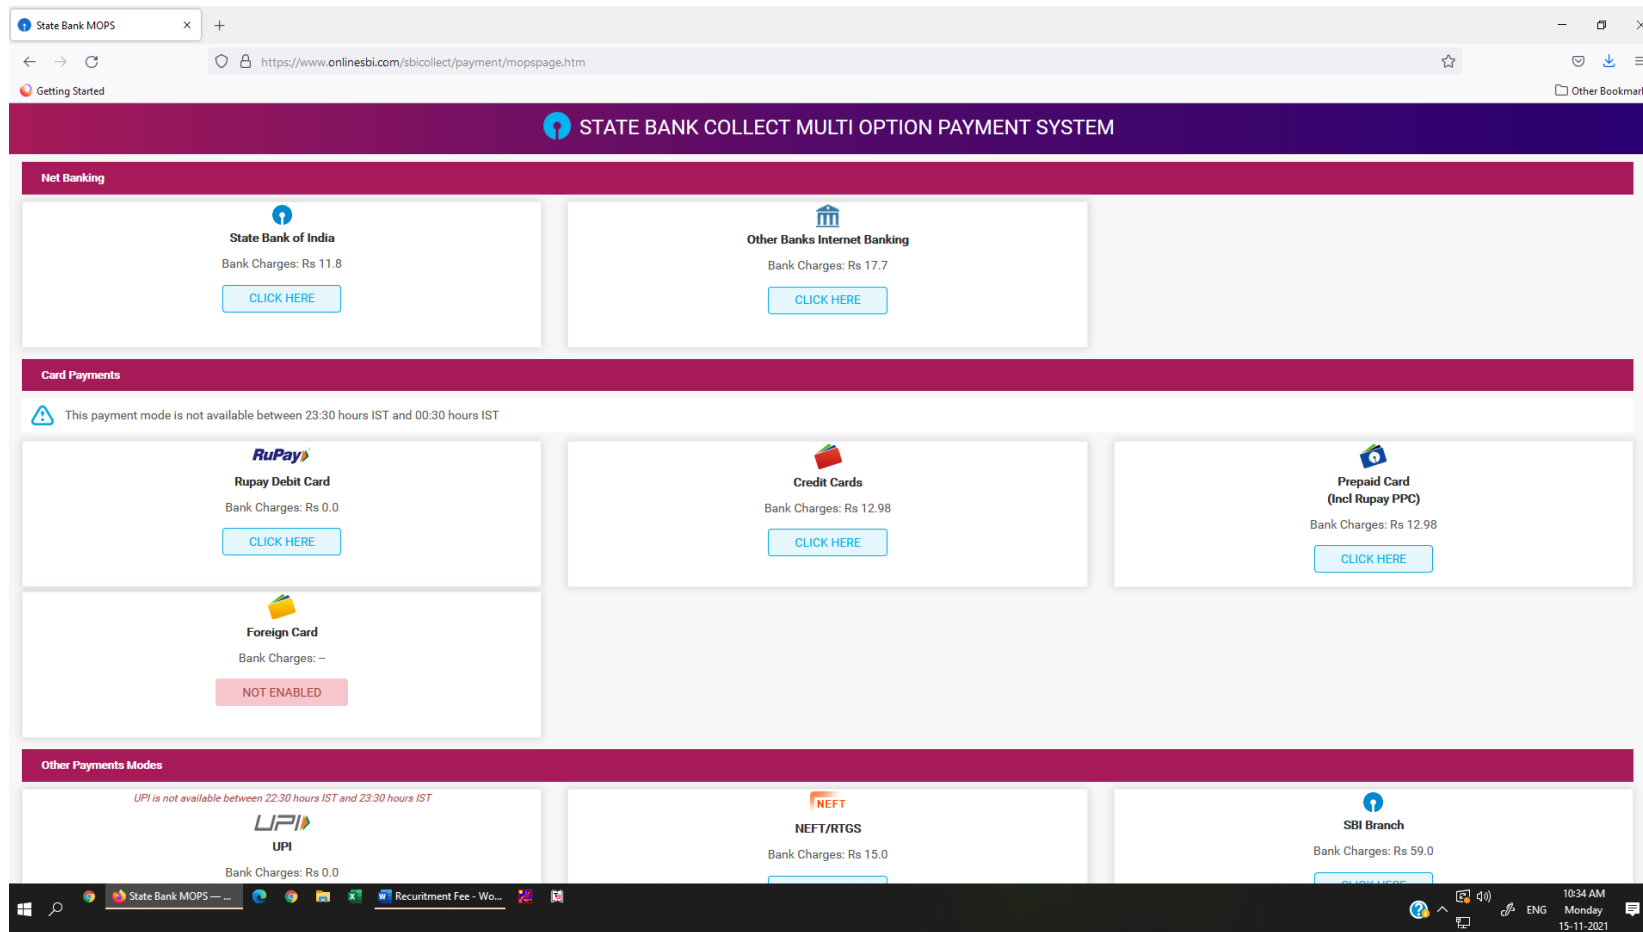 State Bank MOPS
https://www.onlinesbi.com/sbicollect/payment/mopspage.htm
Getting Started
Other Bookmar
STATE BANK COLLECT MULTI OPTION PAYMENT SYSTEM
Net Banking
State Bank of India
Bank Charges: Rs 11.8
CLICK HERE
Other Banks Internet Banking
Bank Charges: Rs 17.7
CLICK HERE
Card Payments
This payment mode is not available between 23:30 hours IST and 00:30 hours IST
RuPay
Rupay Debit Card
Bank Charges: Rs 0.0
CLICK HERE
Credit Cards
Bank Charges: Rs 12.98
CLICK HERE
Prepaid Card
(Incl Rupay PPC)
Bank Charges: Rs 12.98
CLICK HERE
Foreign Card
Bank Charges: --
NOT ENABLED
Other Payments Modes
UPI is not available between 22:30 hours IST and 23:30 hours IST
UPI
UPI
Bank Charges: Rs 0.0
NEFT
NEFT/RTGS
Bank Charges: Rs 15.0
SBI Branch
Bank Charges: Rs 59.0
CLICK HERE
State Bank MOPS — ...
Recuritment Fee - Wo...
ENG
10:34 AM
Monday
15-11-2021